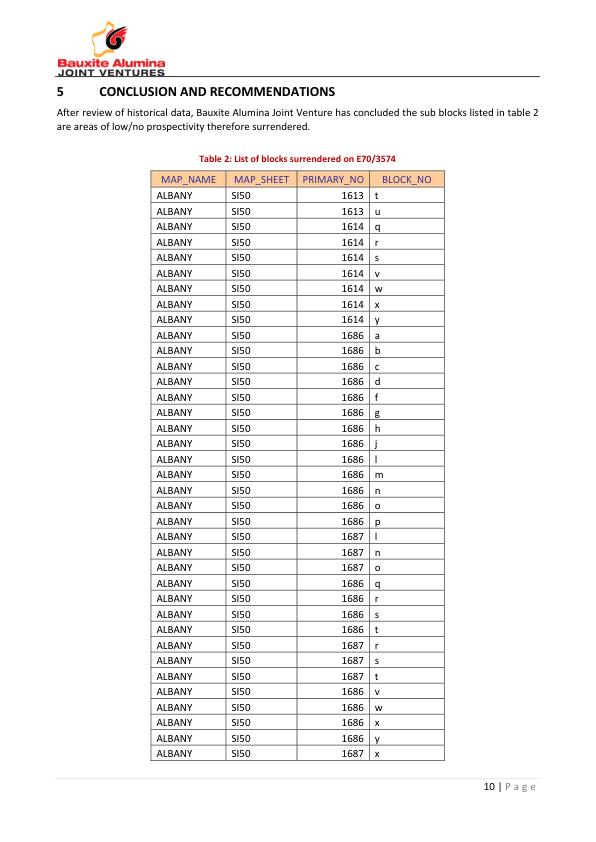 Bauxite Alumina
JOINT VENTURES
5 CONCLUSION AND RECOMMENDATIONS
After review of historical data, Bauxite Alumina Joint Venture has concluded the sub blocks listed in table 2
are areas of low/no prospectivity therefore surrendered.
Table 2: List of blocks surrendered on E70/3574
MAP_NAME MAP_SHEET PRIMARY_NO BLOCK_NO
ALBANY SI50 1613 t
ALBANY SI50 1613 u
ALBANY SI50 1614 q
ALBANY SI50 1614 r
ALBANY SI50 1614 s
ALBANY SI50 1614 v
ALBANY SI50 1614 w
ALBANY SI50 1614 x
ALBANY SI50 1614 y
ALBANY SI50 1686 a
ALBANY SI50 1686 b
ALBANY SI50 1686 c
ALBANY SI50 1686 d
ALBANY SI50 1686 f
ALBANY SI50 1686 g
ALBANY SI50 1686 h
ALBANY SI50 1686 j
ALBANY SI50 1686 l
ALBANY SI50 1686 m
ALBANY SI50 1686 n
ALBANY SI50 1686 o
ALBANY SI50 1686 p
ALBANY SI50 1687 l
ALBANY SI50 1687 n
ALBANY SI50 1687 o
ALBANY SI50 1686 q
ALBANY SI50 1686 r
ALBANY SI50 1686 s
ALBANY SI50 1686 t
ALBANY SI50 1687 r
ALBANY SI50 1687 s
ALBANY SI50 1687 t
ALBANY SI50 1686 v
ALBANY SI50 1686 w
ALBANY SI50 1686 x
ALBANY SI50 1686 y
ALBANY SI50 1687 x
10 | Page